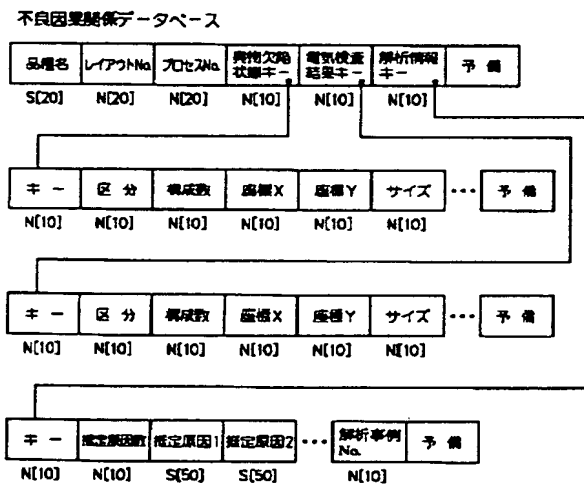 不良因果関係データベース
品種名 レイアウトNo. プロセスNo. 異物欠陥状態キー 電気検査結果キー 解析情報キー 予備
S[20] N[20] N[20] N[10] N[10] N[10]
キー 区分 構成数 座標X 座標Y サイズ … 予備
N[10] N[10] N[10] N[10] N[10] N[10]
キー 区分 構成数 座標X 座標Y サイズ … 予備
N[10] N[10] N[10] N[10] N[10] N[10]
キー 推定原因数 推定原因1 推定原因2 … 解析事例No. 予備
N[10] N[10] S[50] S[50] N[10]